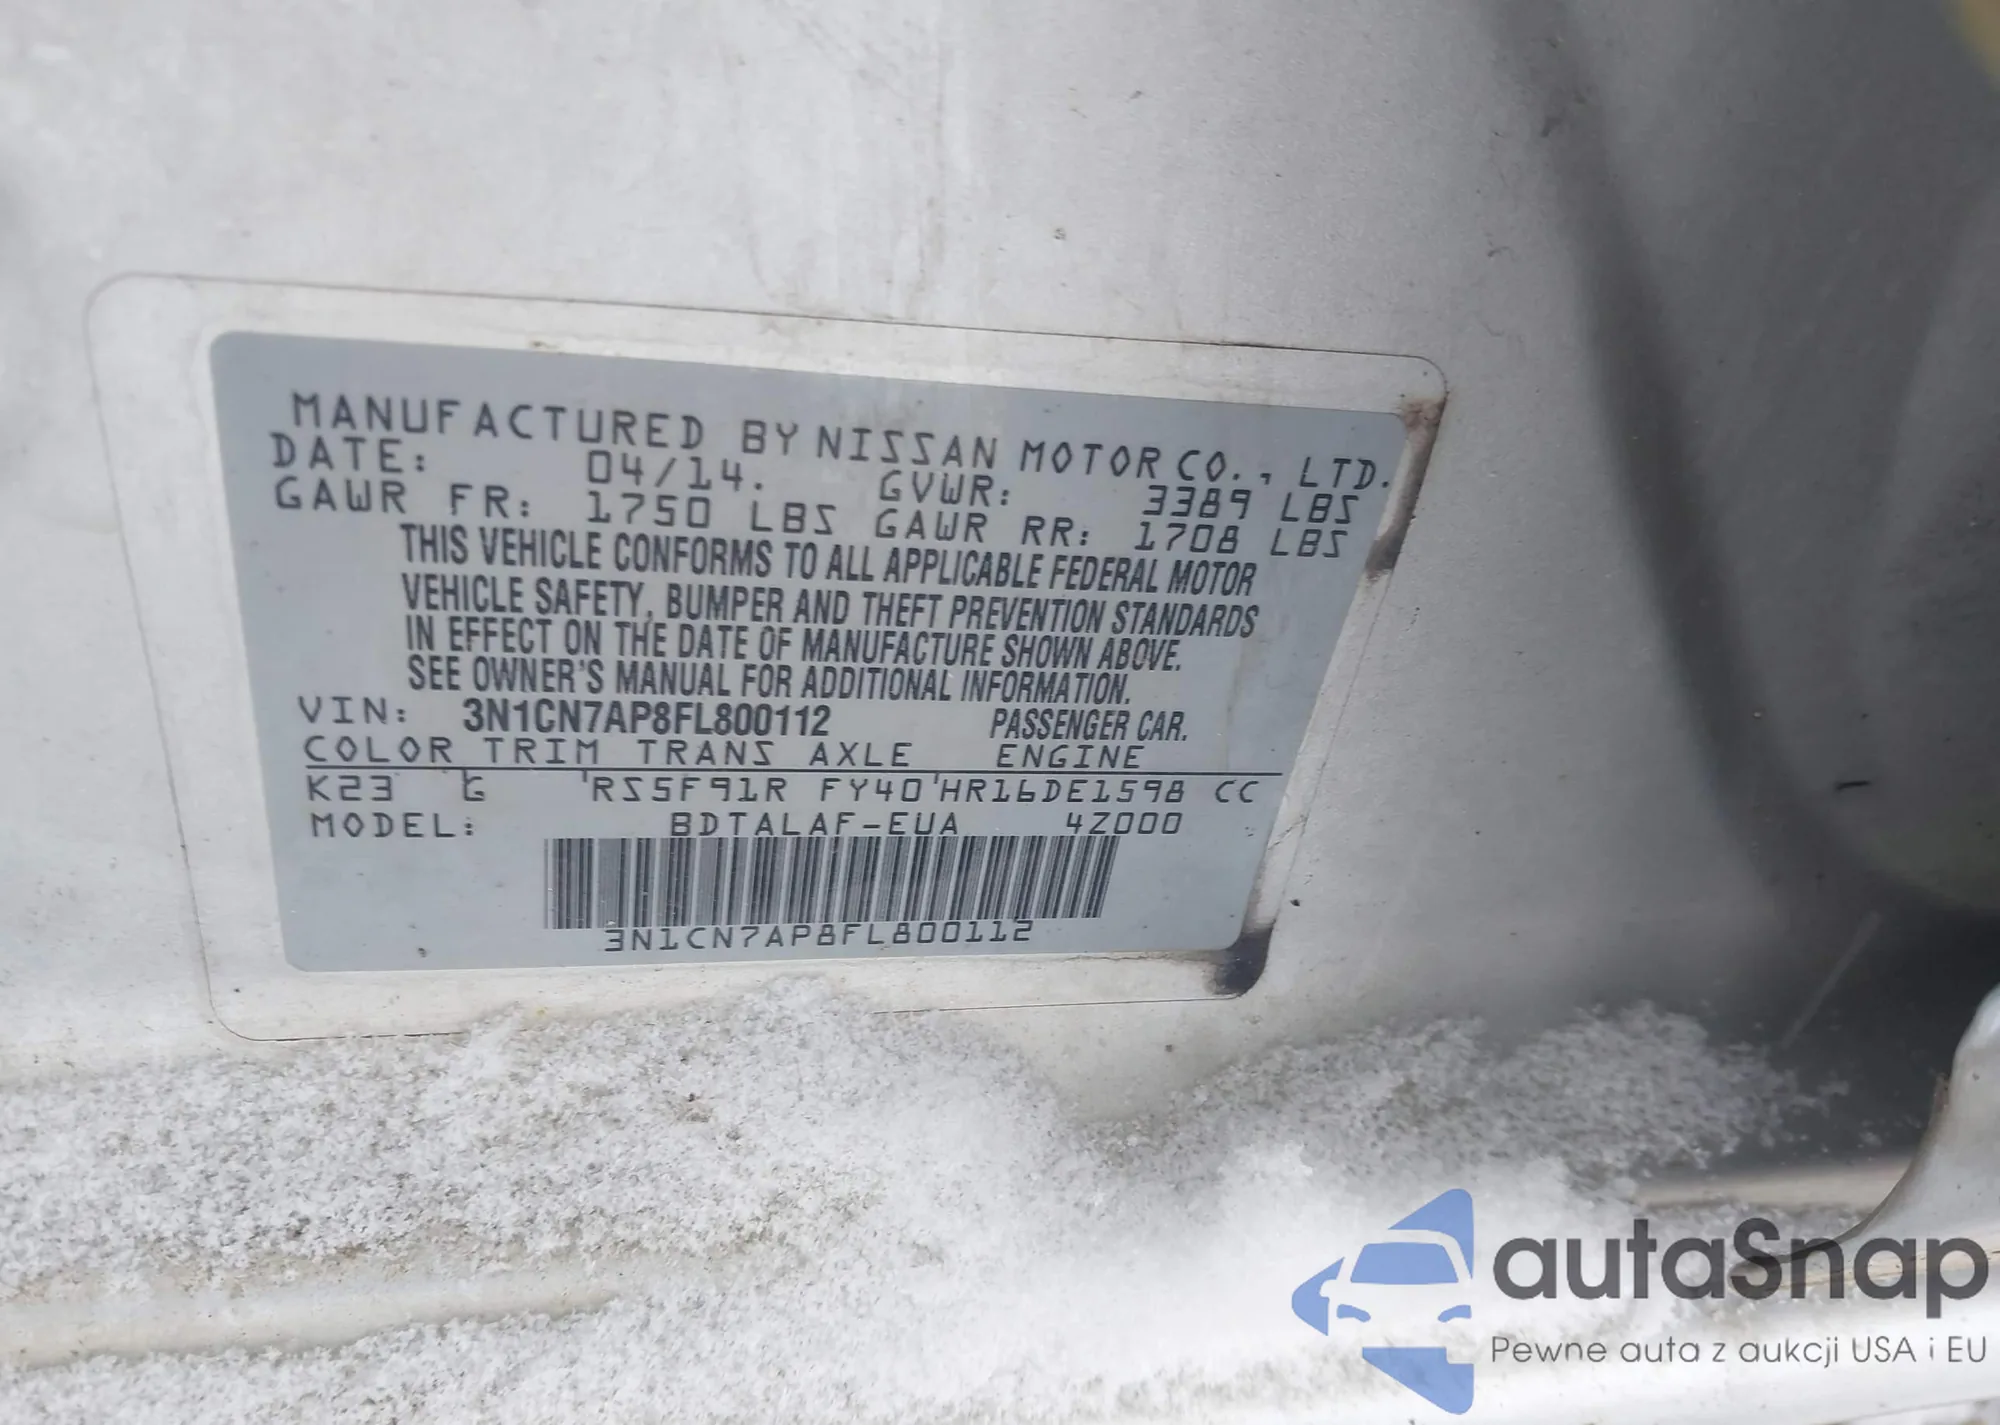 MANUFACTURED BY NISSAN MOTOR CO., LTD.
DATE: 04/14. GVWR: 3389 LBS
GAWR FR: 1750 LBS GAWR RR: 1708 LBS
THIS VEHICLE CONFORMS TO ALL APPLICABLE FEDERAL MOTOR
VEHICLE SAFETY, BUMPER AND THEFT PREVENTION STANDARDS
IN EFFECT ON THE DATE OF MANUFACTURE SHOWN ABOVE.
SEE OWNER'S MANUAL FOR ADDITIONAL INFORMATION.
VIN: 3N1CN7AP8FL800112 PASSENGER CAR.
COLOR TRIM TRANS AXLE ENGINE
K23 G 'RS5F91R FY40'HR16DE1598 CC
MODEL: BDTALAF-EUA 4Z000
3N1CN7AP8FL800112
autaSnap
Pewne auta z aukcji USA i EU